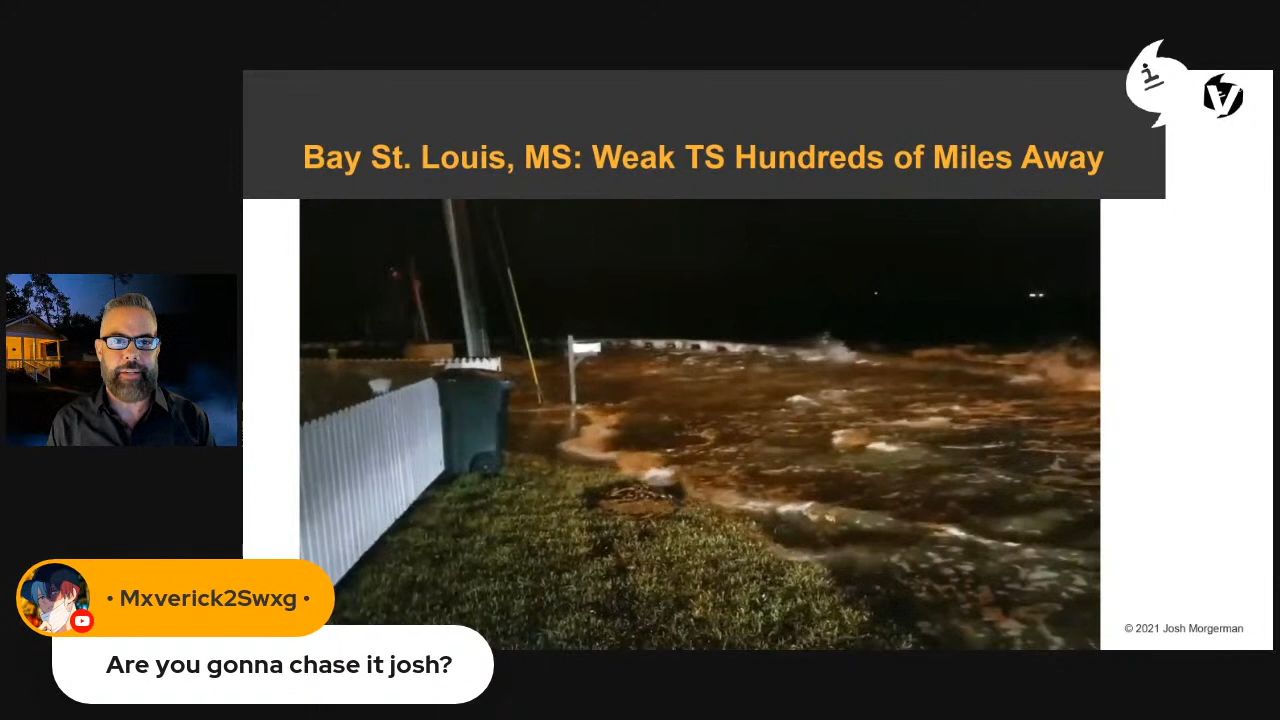 Bay St. Louis, MS: Weak TS Hundreds of Miles Away
• Mxverick2Swxg •
Are you gonna chase it josh?
© 2021 Josh Morgerman